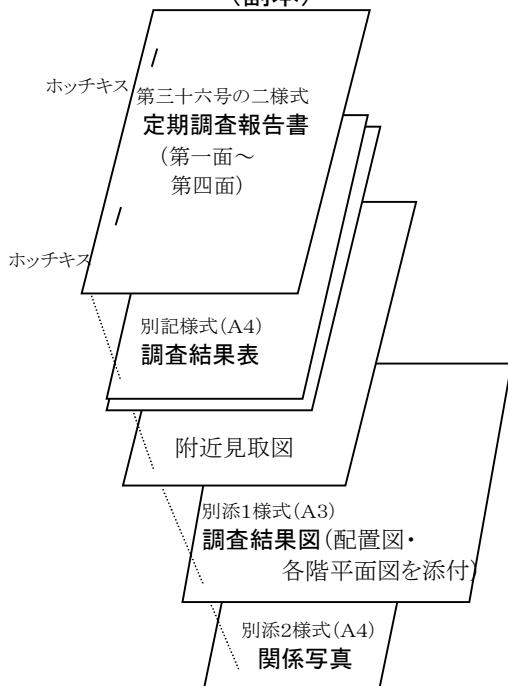 (副本)
ホッチキス
第三十六号の二様式
定期調査報告書
(第一面～
第四面)
ホッチキス
別記様式(A4)
調査結果表
附近見取図
別添1様式(A3)
調査結果図(配置図・
各階平面図を添付)
別添2様式(A4)
関係写真